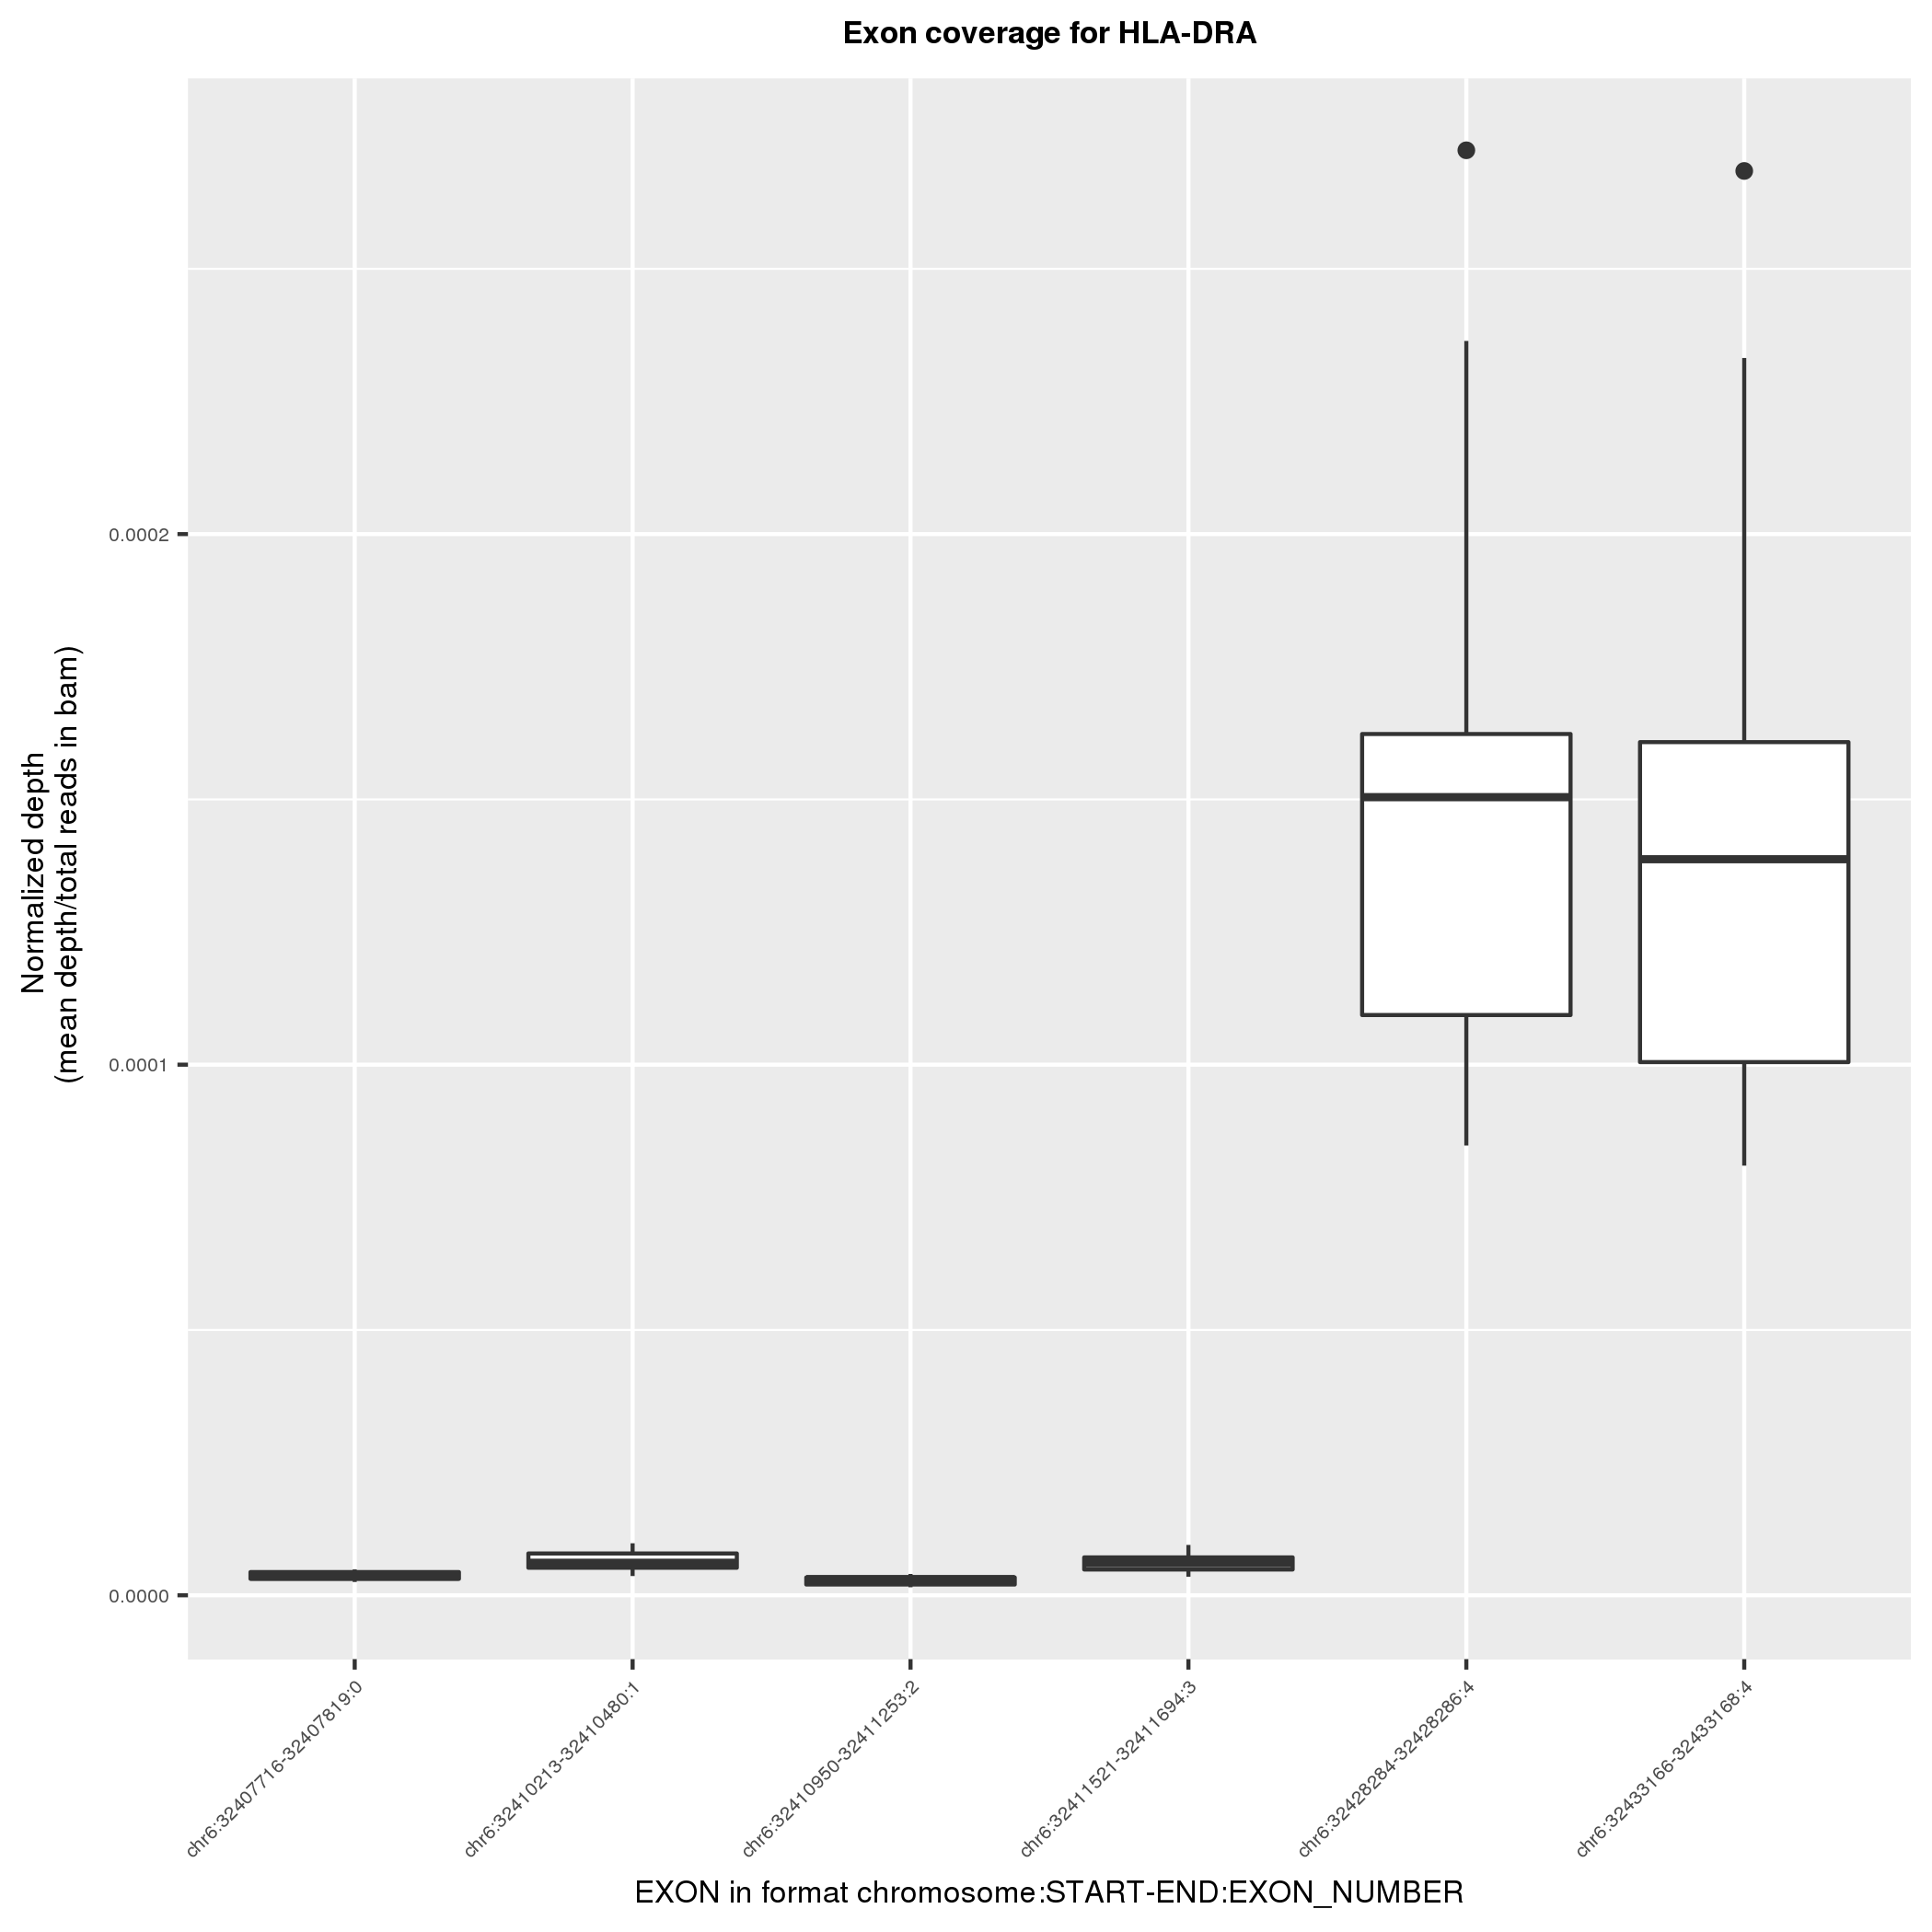 Exon coverage for HLA-DRA
Normalized depth
(mean depth/total reads in bam)
0.0002
0.0001
0.0000
chr6:32407716-32407819:0
chr6:32410213-32410480:1
chr6:32410950-32411253:2
chr6:32411521-32411694:3
chr6:32428284-32428286:4
chr6:32433166-32433168:4
EXON in format chromosome:START-END:EXON_NUMBER